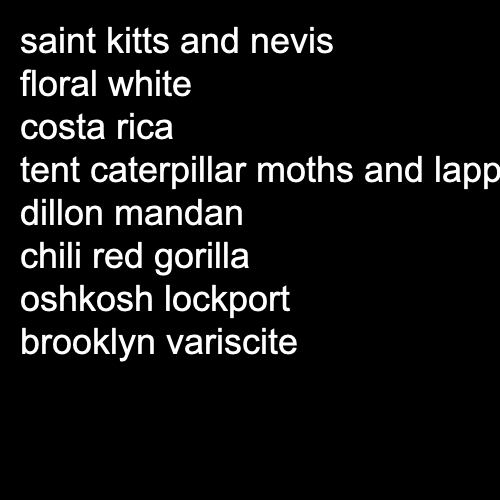 saint kitts and nevis
floral white
costa rica
tent caterpillar moths and
dillon mandan
chili red gorilla
oshkosh lockport
brooklyn variscite